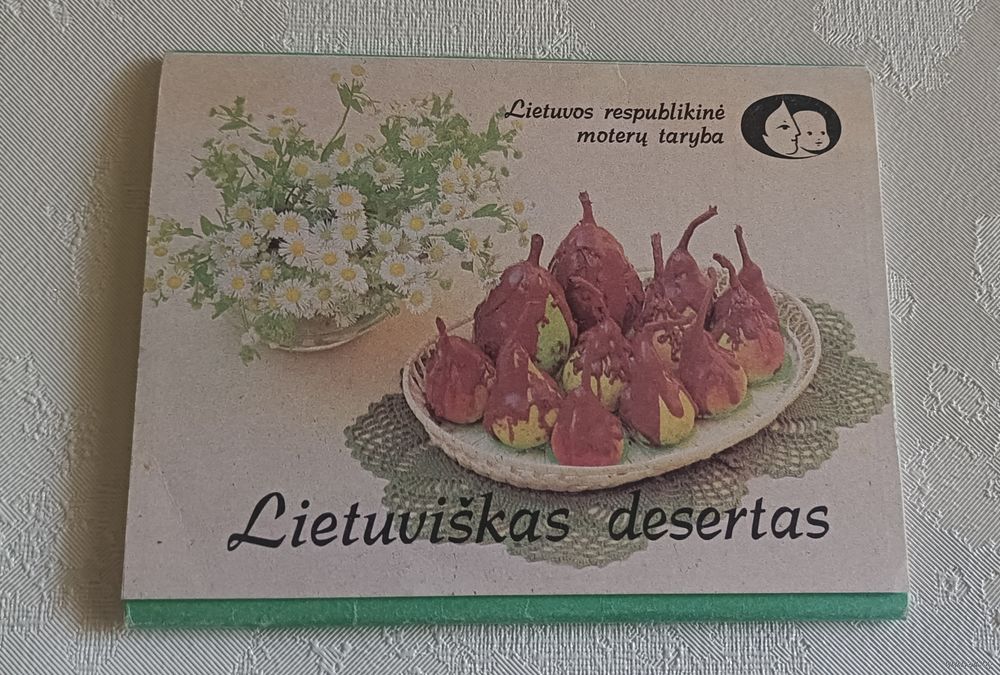 Lietuvos respublikinė
moterų taryba
Lietuviškas desertas